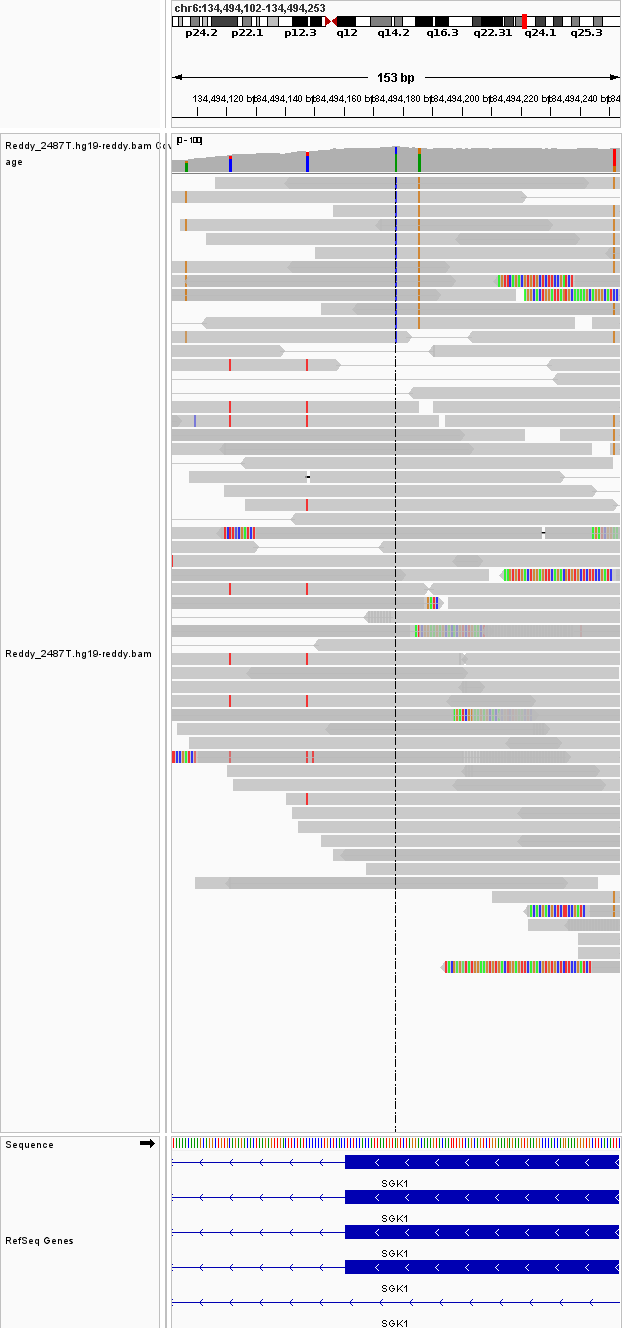 chr6:134,494,102-134,494,253
p24.2 p22.1 p12.3 q12 q14.2 q16.3 q22.31 q24.1 q25.3
153 bp
134,494,120 bp 134,494,140 bp 134,494,160 bp 134,494,180 bp 134,494,200 bp 134,494,220 bp 134,494,240 bp
Reddy_2487T.hg19-reddy.bam Cov
age
[0 - 100]
Reddy_2487T.hg19-reddy.bam
Sequence
SGK1
SGK1
RefSeq Genes
SGK1
SGK1
SGK1